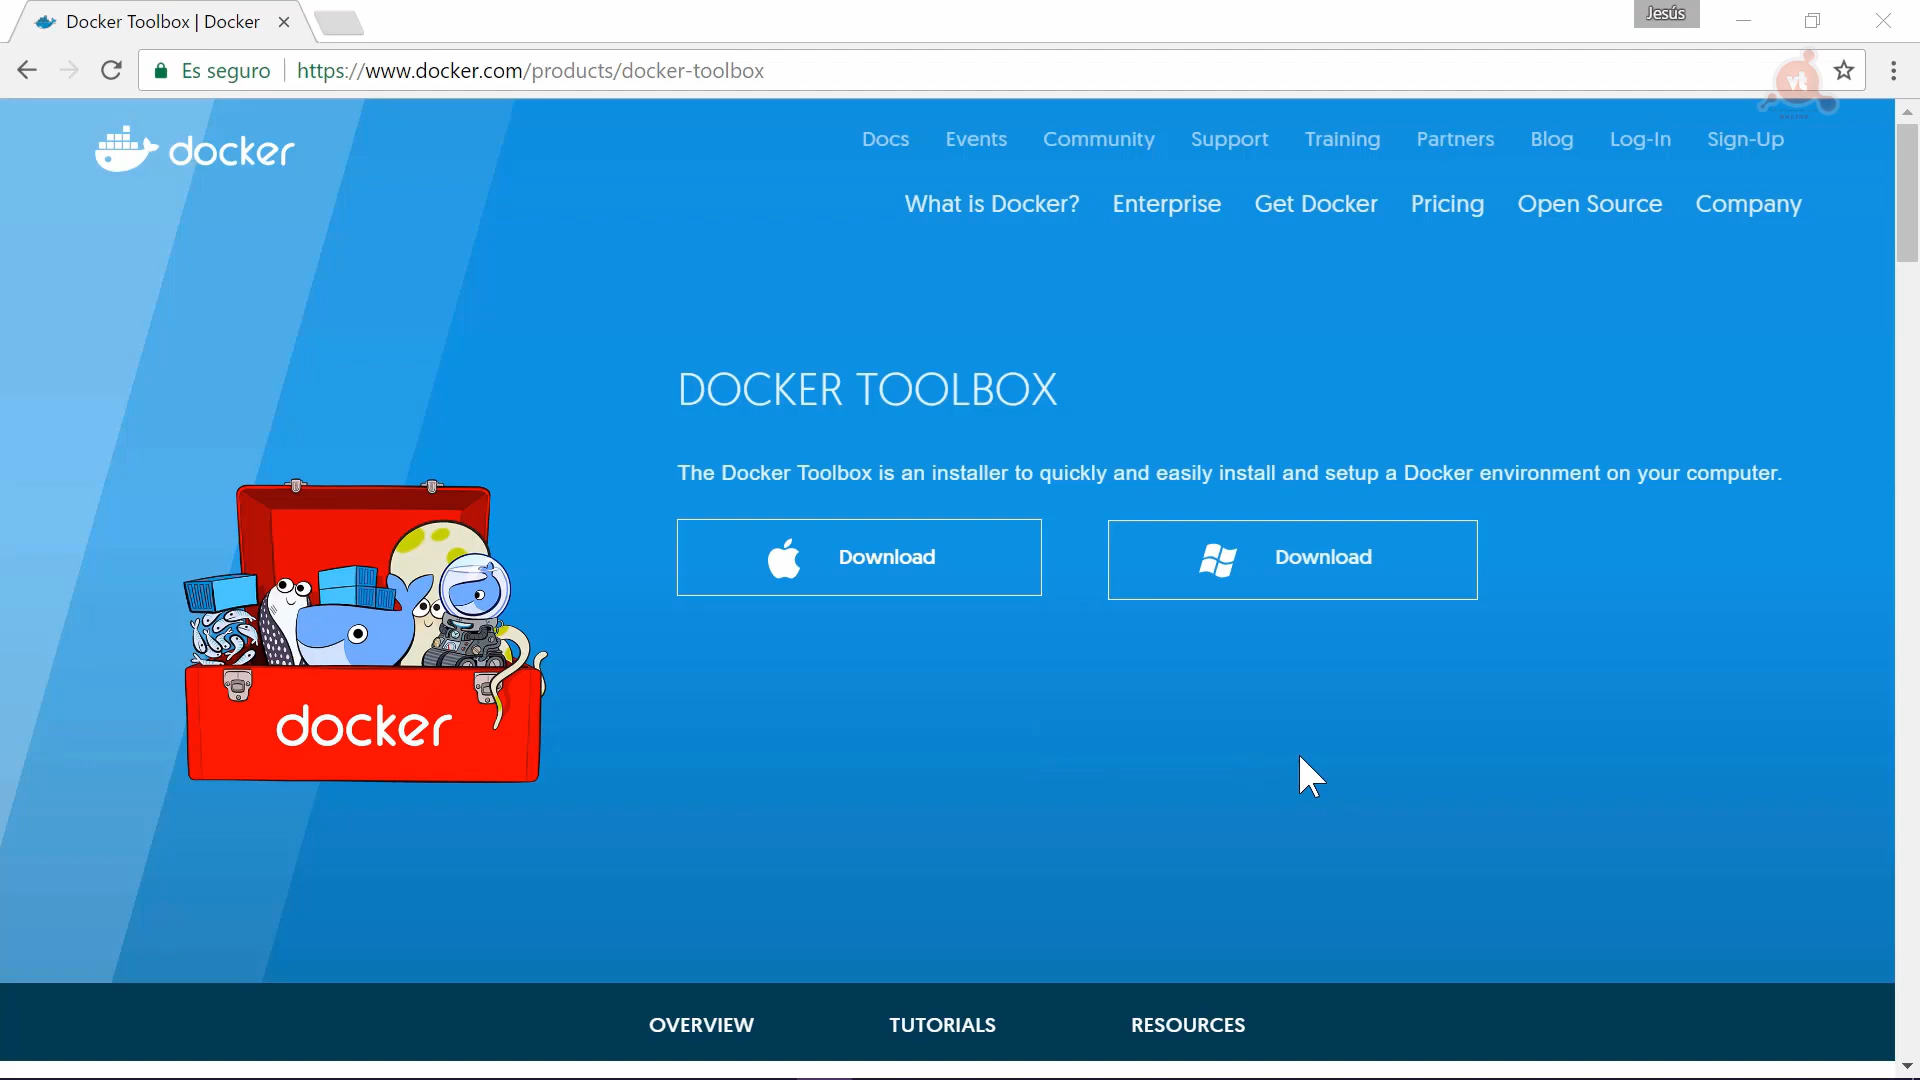 Docker Toolbox | Docker
Jesús
Es seguro
https://www.docker.com/products/docker-toolbox
vt
docker
Docs Events Community Support Training Partners Blog Log-In Sign-Up
What is Docker? Enterprise Get Docker Pricing Open Source Company
DOCKER TOOLBOX
The Docker Toolbox is an installer to quickly and easily install and setup a Docker environment on your computer.
Download Download
docker
OVERVIEW TUTORIALS RESOURCES